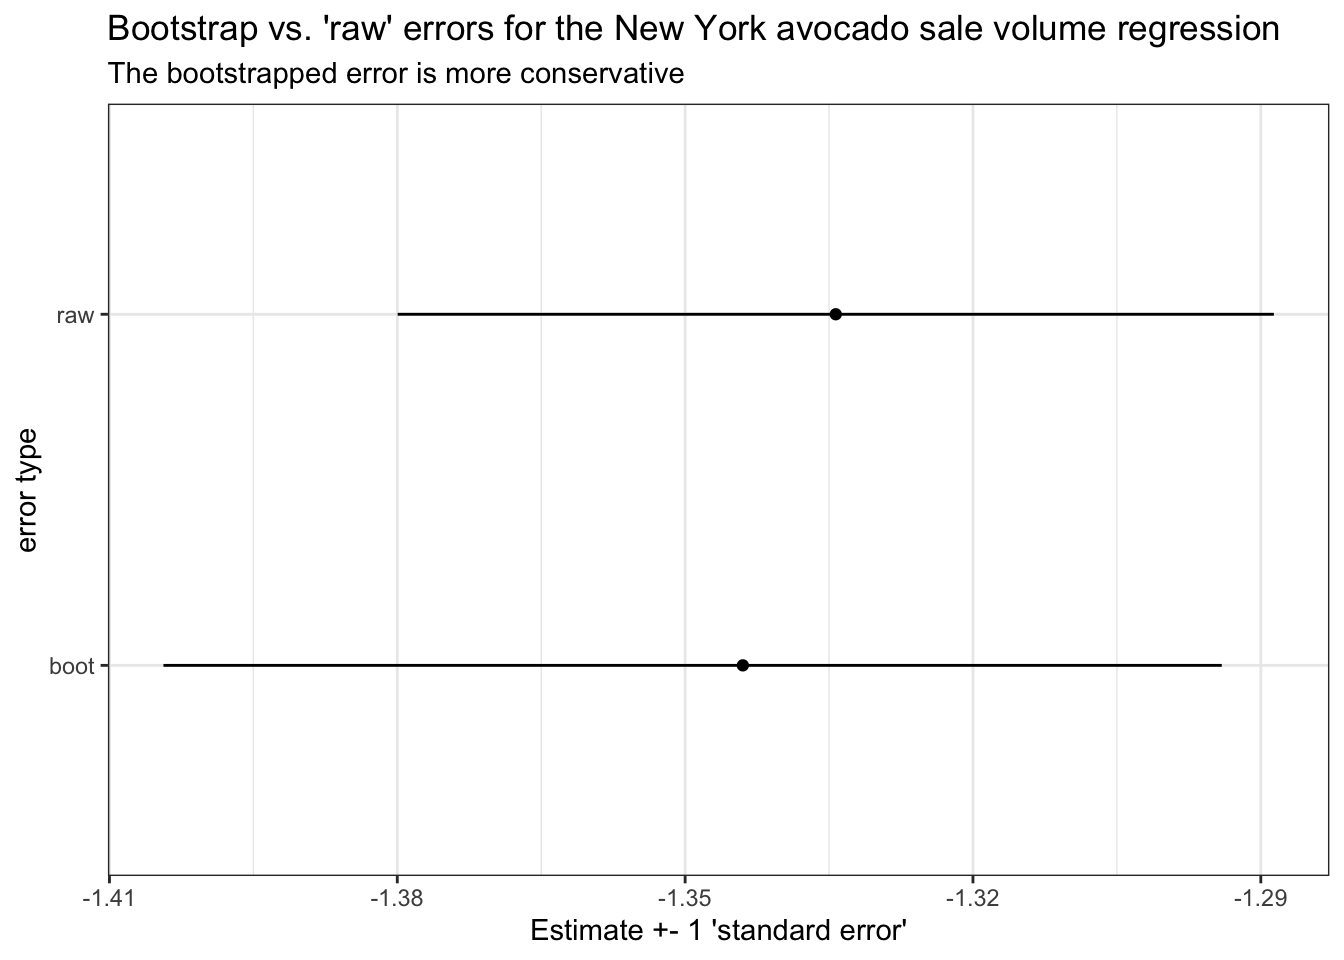 Bootstrap vs. 'raw' errors for the New York avocado sale volume regression
The bootstrapped error is more conservative
raw
error type
boot
-1.41 -1.38 -1.35 -1.32 -1.29
Estimate +- 1 'standard error'